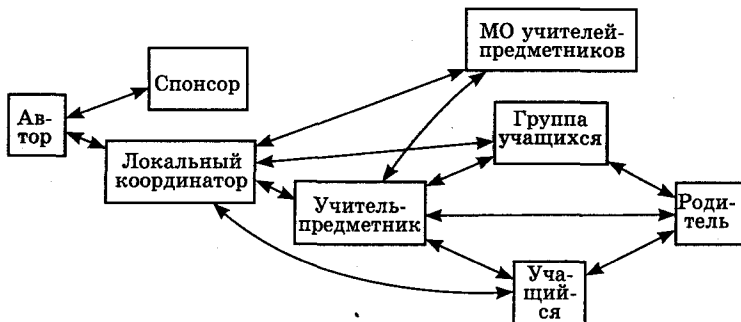 МО учителей-
предметников
Спонсор
Ав-
тор
Группа
учащихся
Локальный
координатор
Учитель-
предметник
Роди-
тель
Уча-
щий-
ся